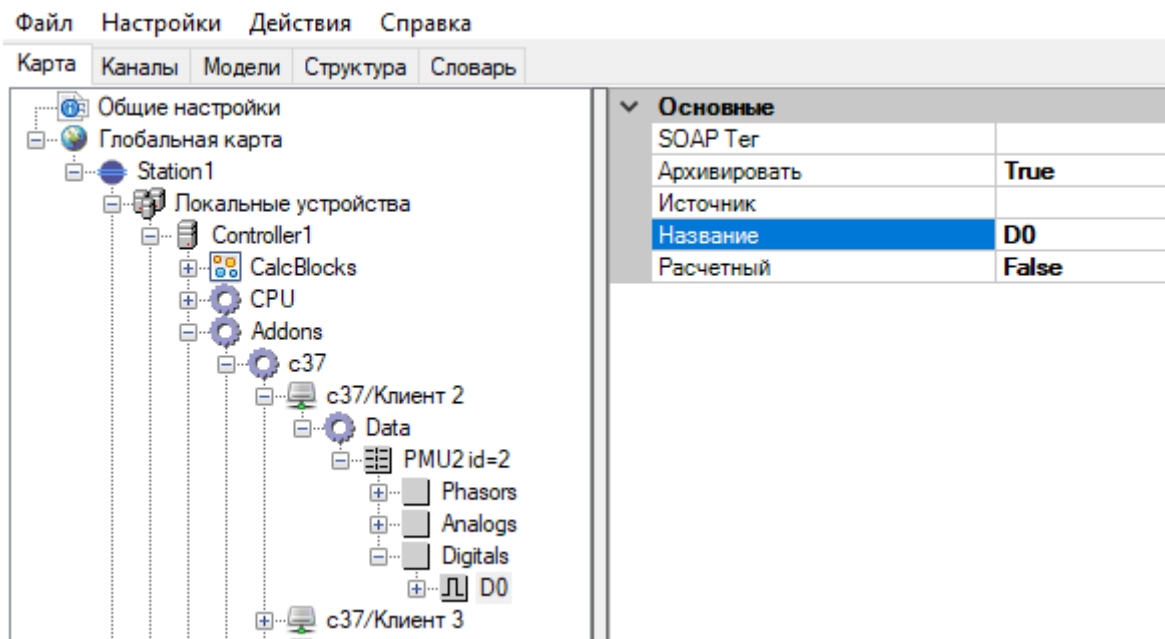 Файл Настройки Действия Справка
Карта Каналы Модели Структура Словарь
Общие настройки
Глобальная карта
Station1
Локальные устройства
Controller1
CalcBlocks
CPU
Addons
c37
c37/Клиент 2
Data
PMU2 id=2
Phasors
Analogs
Digitals
D0
c37/Клиент 3
Основные
SOAP Тег
Архивировать True
Источник
Название D0
Расчетный False